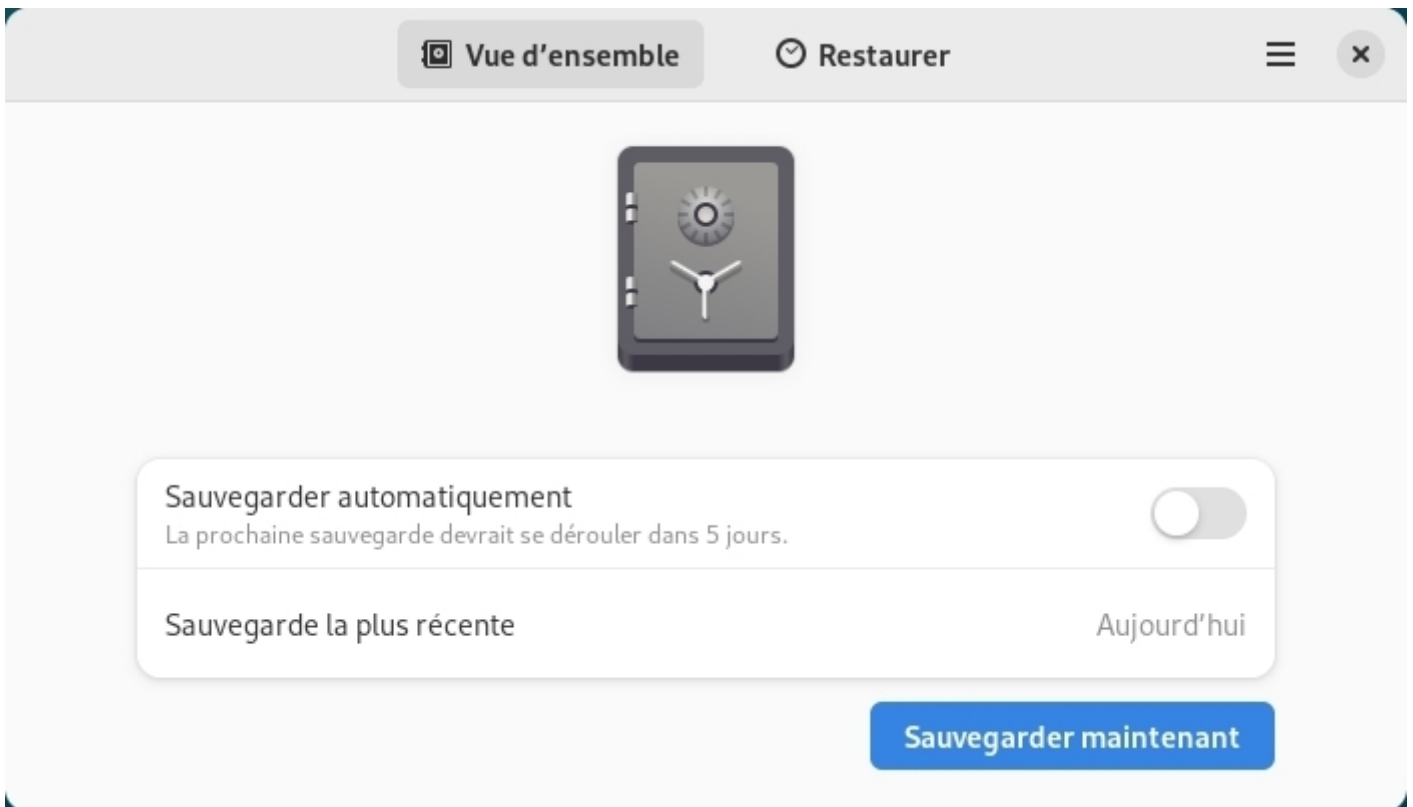 Vue d’ensemble
Restaurer
Sauvegarder automatiquement
La prochaine sauvegarde devrait se dérouler dans 5 jours.
Sauvegarde la plus récente
Aujourd’hui
Sauvegarder maintenant